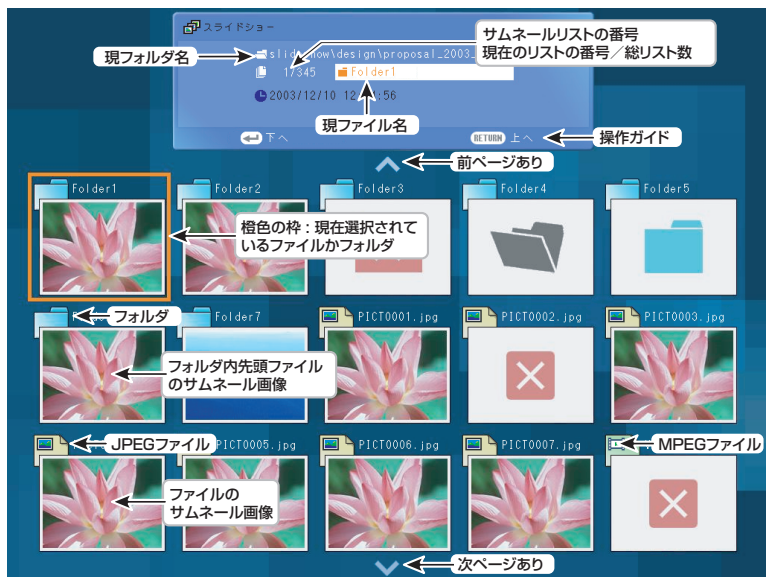 スライドショー
サムネールリストの番号
現在のリストの番号／総リスト数
現フォルダ名
design\proposal_2003_
1/345 Folder1
2003/12/10 12 :56
現ファイル名
下へ
RETURN 上へ
操作ガイド
前ページあり
Folder1
Folder2
Folder3
Folder4
Folder5
橙色の枠：現在選択されて
いるファイルかフォルダ
フォルダ
Folder7
PICT0001.jpg
PICT0002.jpg
PICT0003.jpg
フォルダ内先頭ファイル
のサムネール画像
JPEGファイル
PICT0005.jpg
PICT0006.jpg
PICT0007.jpg
MPEGファイル
ファイルの
サムネール画像
次ページあり